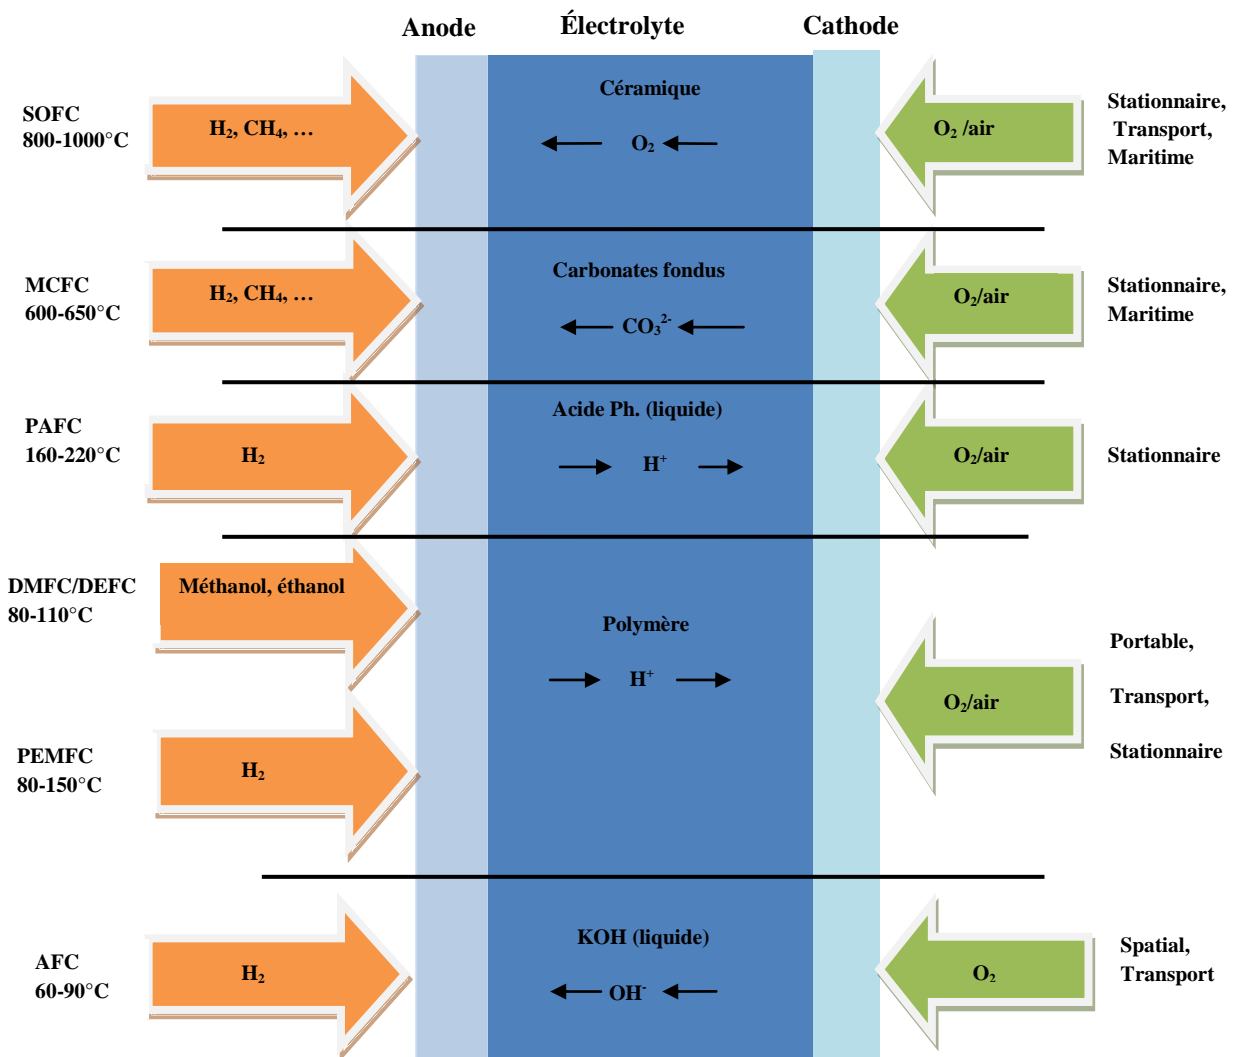 Anode
Électrolyte
Cathode
SOFC
800-1000°C
H₂, CH₄, …
Céramique
O₂
O₂ /air
Stationnaire,
Transport,
Maritime
MCFC
600-650°C
H₂, CH₄, …
Carbonates fondus
CO₃²⁻
O₂/air
Stationnaire,
Maritime
PAFC
160-220°C
H₂
Acide Ph. (liquide)
H⁺
O₂/air
Stationnaire
DMFC/DEFC
80-110°C
Méthanol, éthanol
Polymère
H⁺
PEMFC
80-150°C
H₂
O₂/air
Portable,
Transport,
Stationnaire
AFC
60-90°C
H₂
KOH (liquide)
OH⁻
O₂
Spatial,
Transport